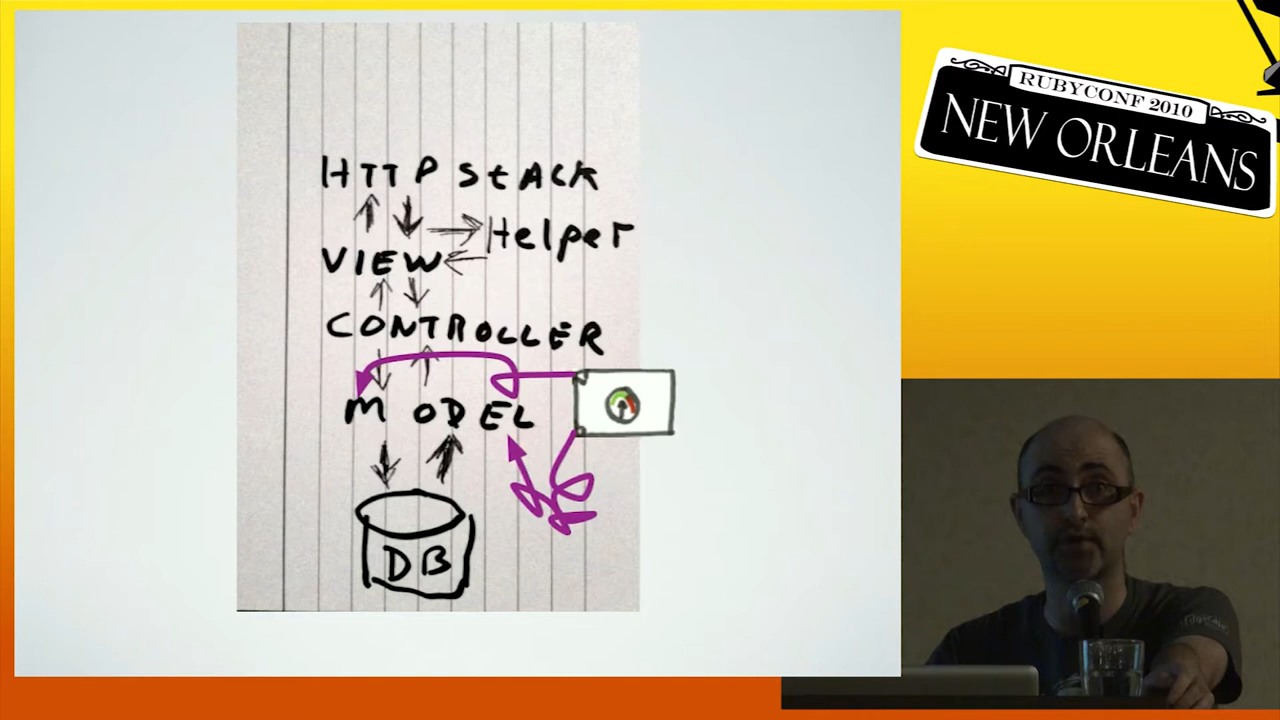 HTTP StACK
Helper
VIEW
CONTROLLER
MODEL
DB
RUBYCONF 2010
NEW ORLEANS